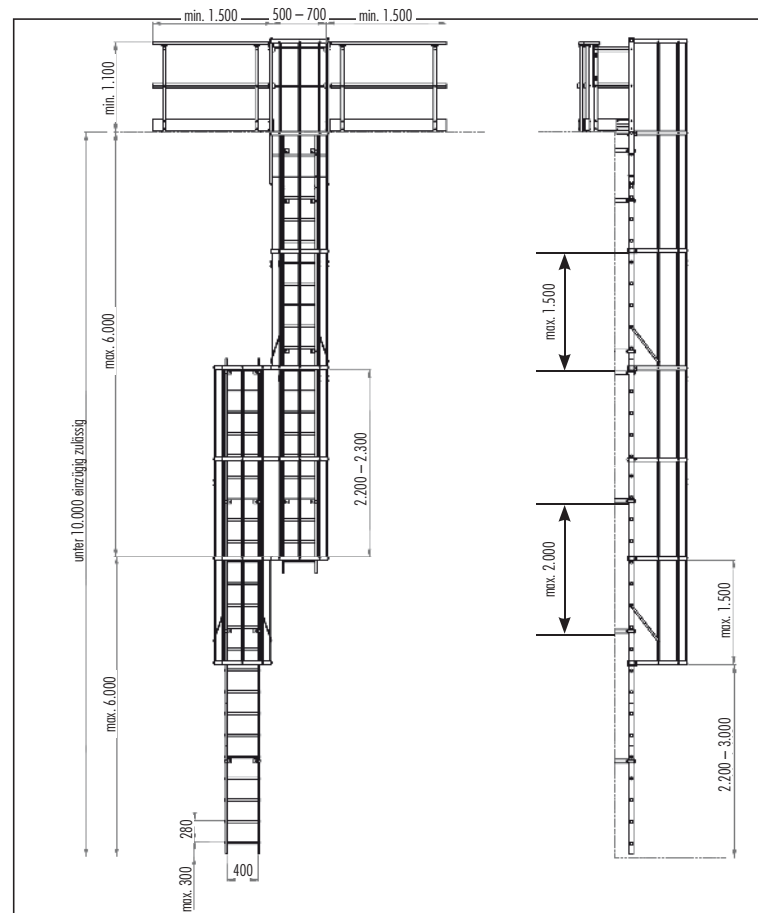 min. 1.500
500 – 700
min. 1.500
min. 1.100
max. 6.000
unter 10.000 einzügig zulässig
max. 6.000
2.200 – 2.300
280
max. 300
400
max. 1.500
max. 2.000
max. 1.500
2.200 – 3.000